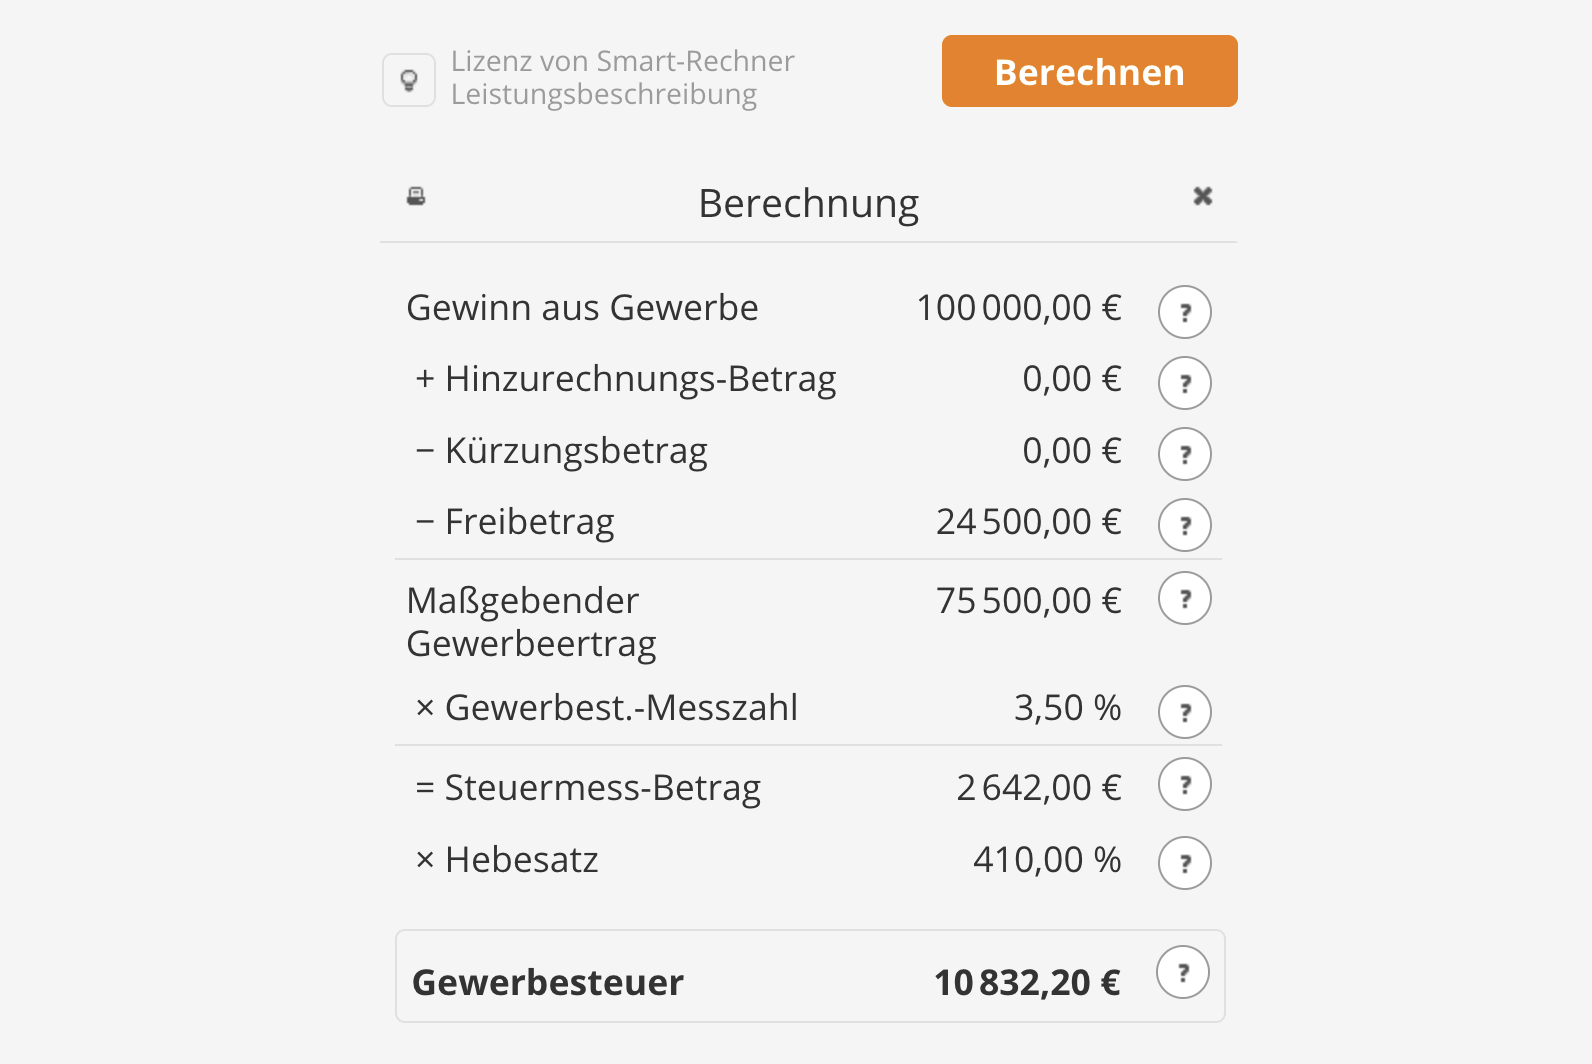 Lizenz von Smart-Rechner
Leistungsbeschreibung
Berechnen
Berechnung
Gewinn aus Gewerbe 100 000,00 € ?
+ Hinzurechnungs-Betrag 0,00 € ?
− Kürzungsbetrag 0,00 € ?
− Freibetrag 24 500,00 € ?
Maßgebender 75 500,00 € ?
Gewerbeertrag
× Gewerbest.-Messzahl 3,50 % ?
= Steuermess-Betrag 2 642,00 € ?
× Hebesatz 410,00 % ?
Gewerbesteuer 10 832,20 € ?